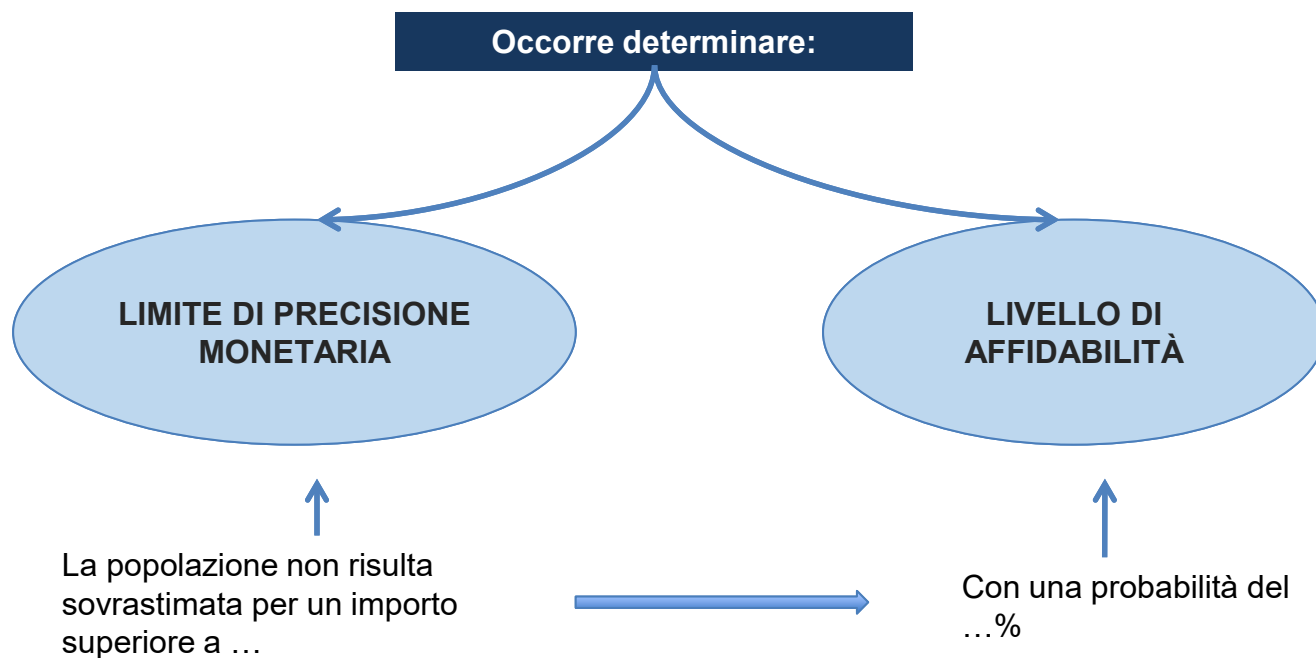 Occorre determinare:
LIMITE DI PRECISIONE
MONETARIA
LIVELLO DI
AFFIDABILITÀ
La popolazione non risulta
sovrastimata per un importo
superiore a …
Con una probabilità del
…%